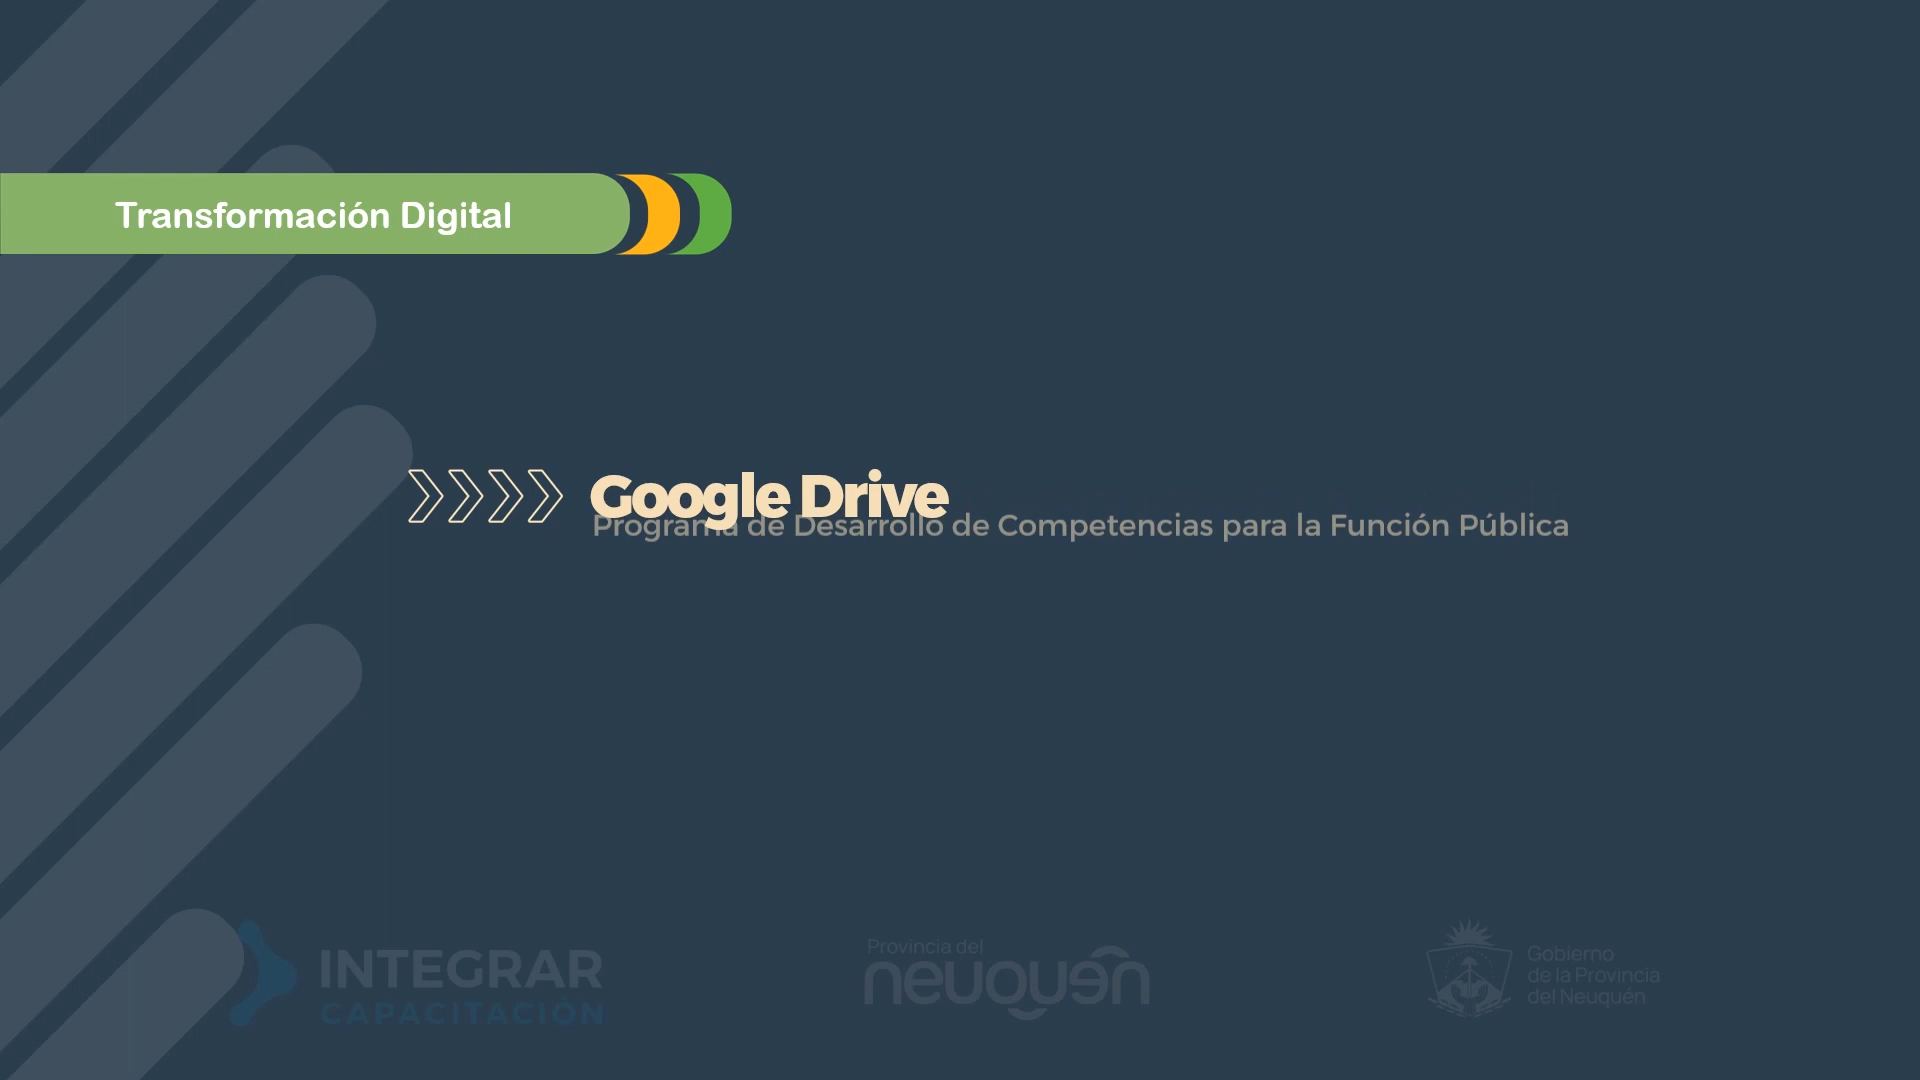 Transformación Digital
Google Drive
Programa de Desarrollo de Competencias para la Función Pública
INTEGRAR
CAPACITACIÓN
Provincia del
neuquén
Gobierno
de la Provincia
del Neuquén